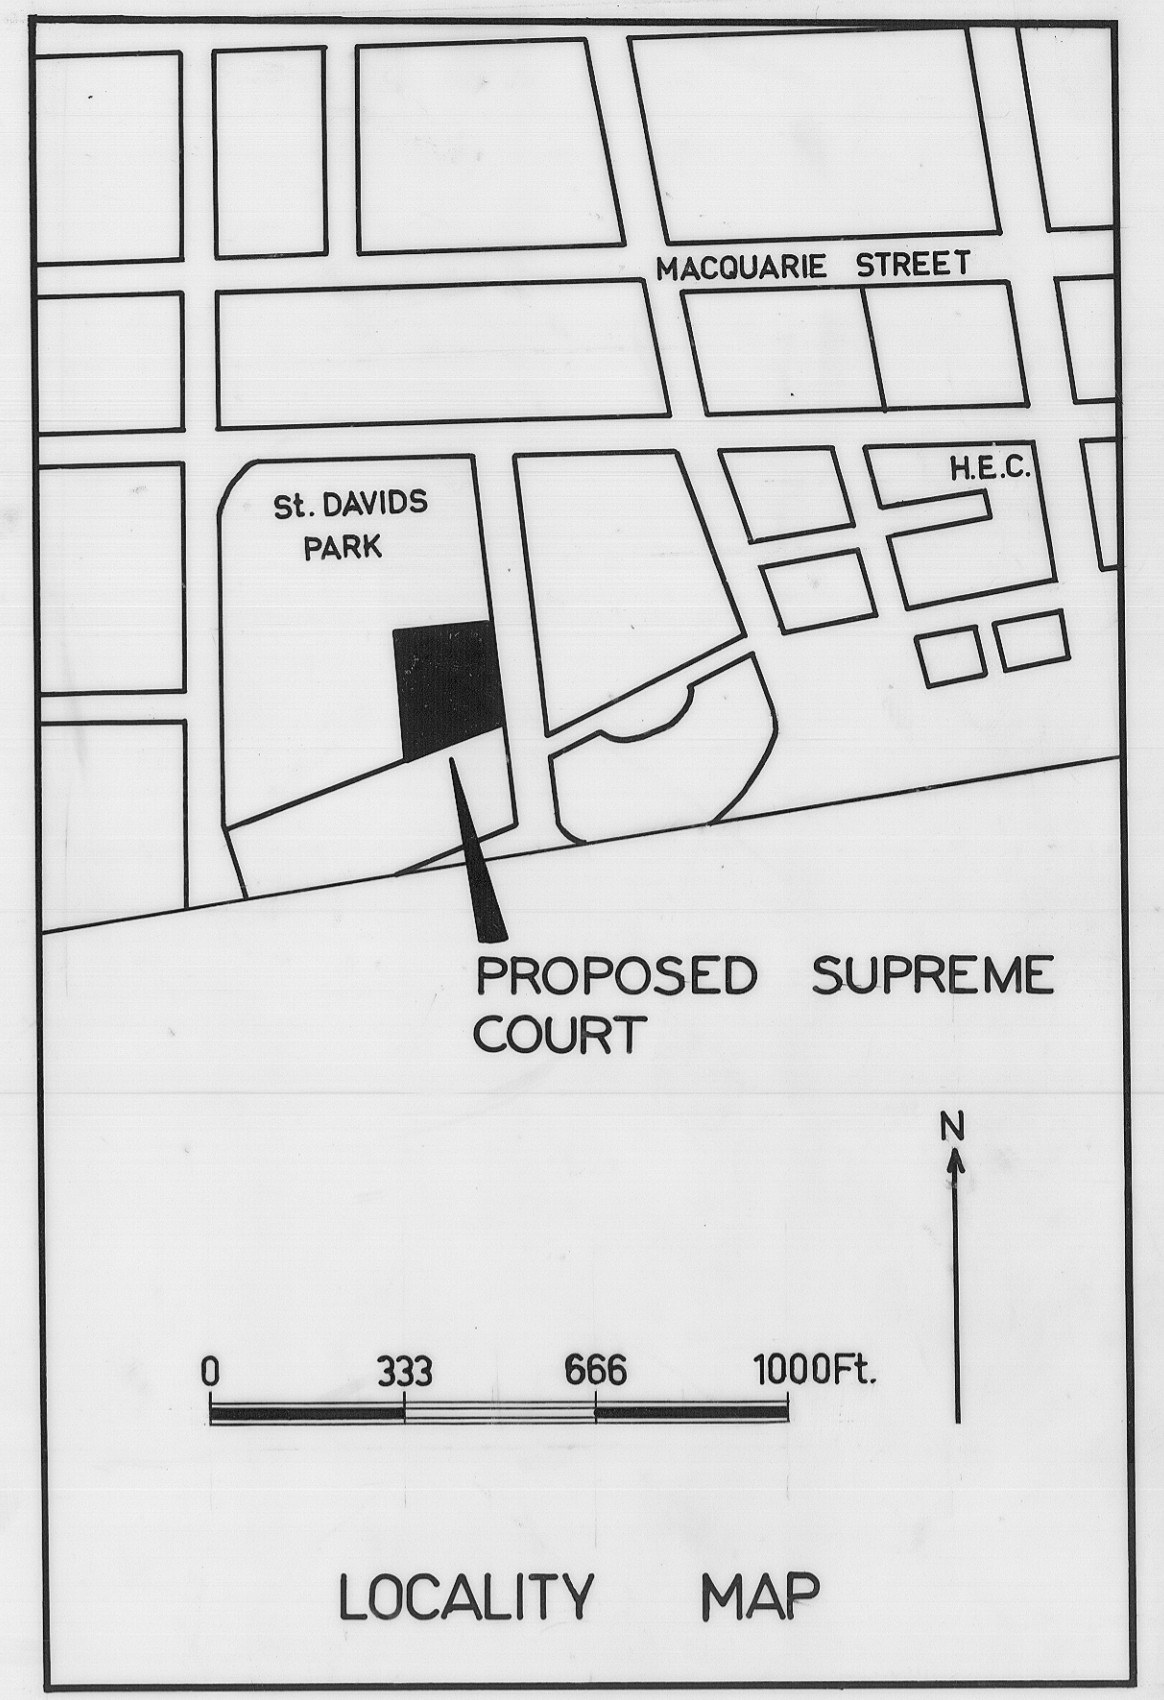 MACQUARIE STREET
H.E.C.
St. DAVIDS
PARK
PROPOSED SUPREME
COURT
N
0 333 666 1000Ft.
LOCALITY MAP